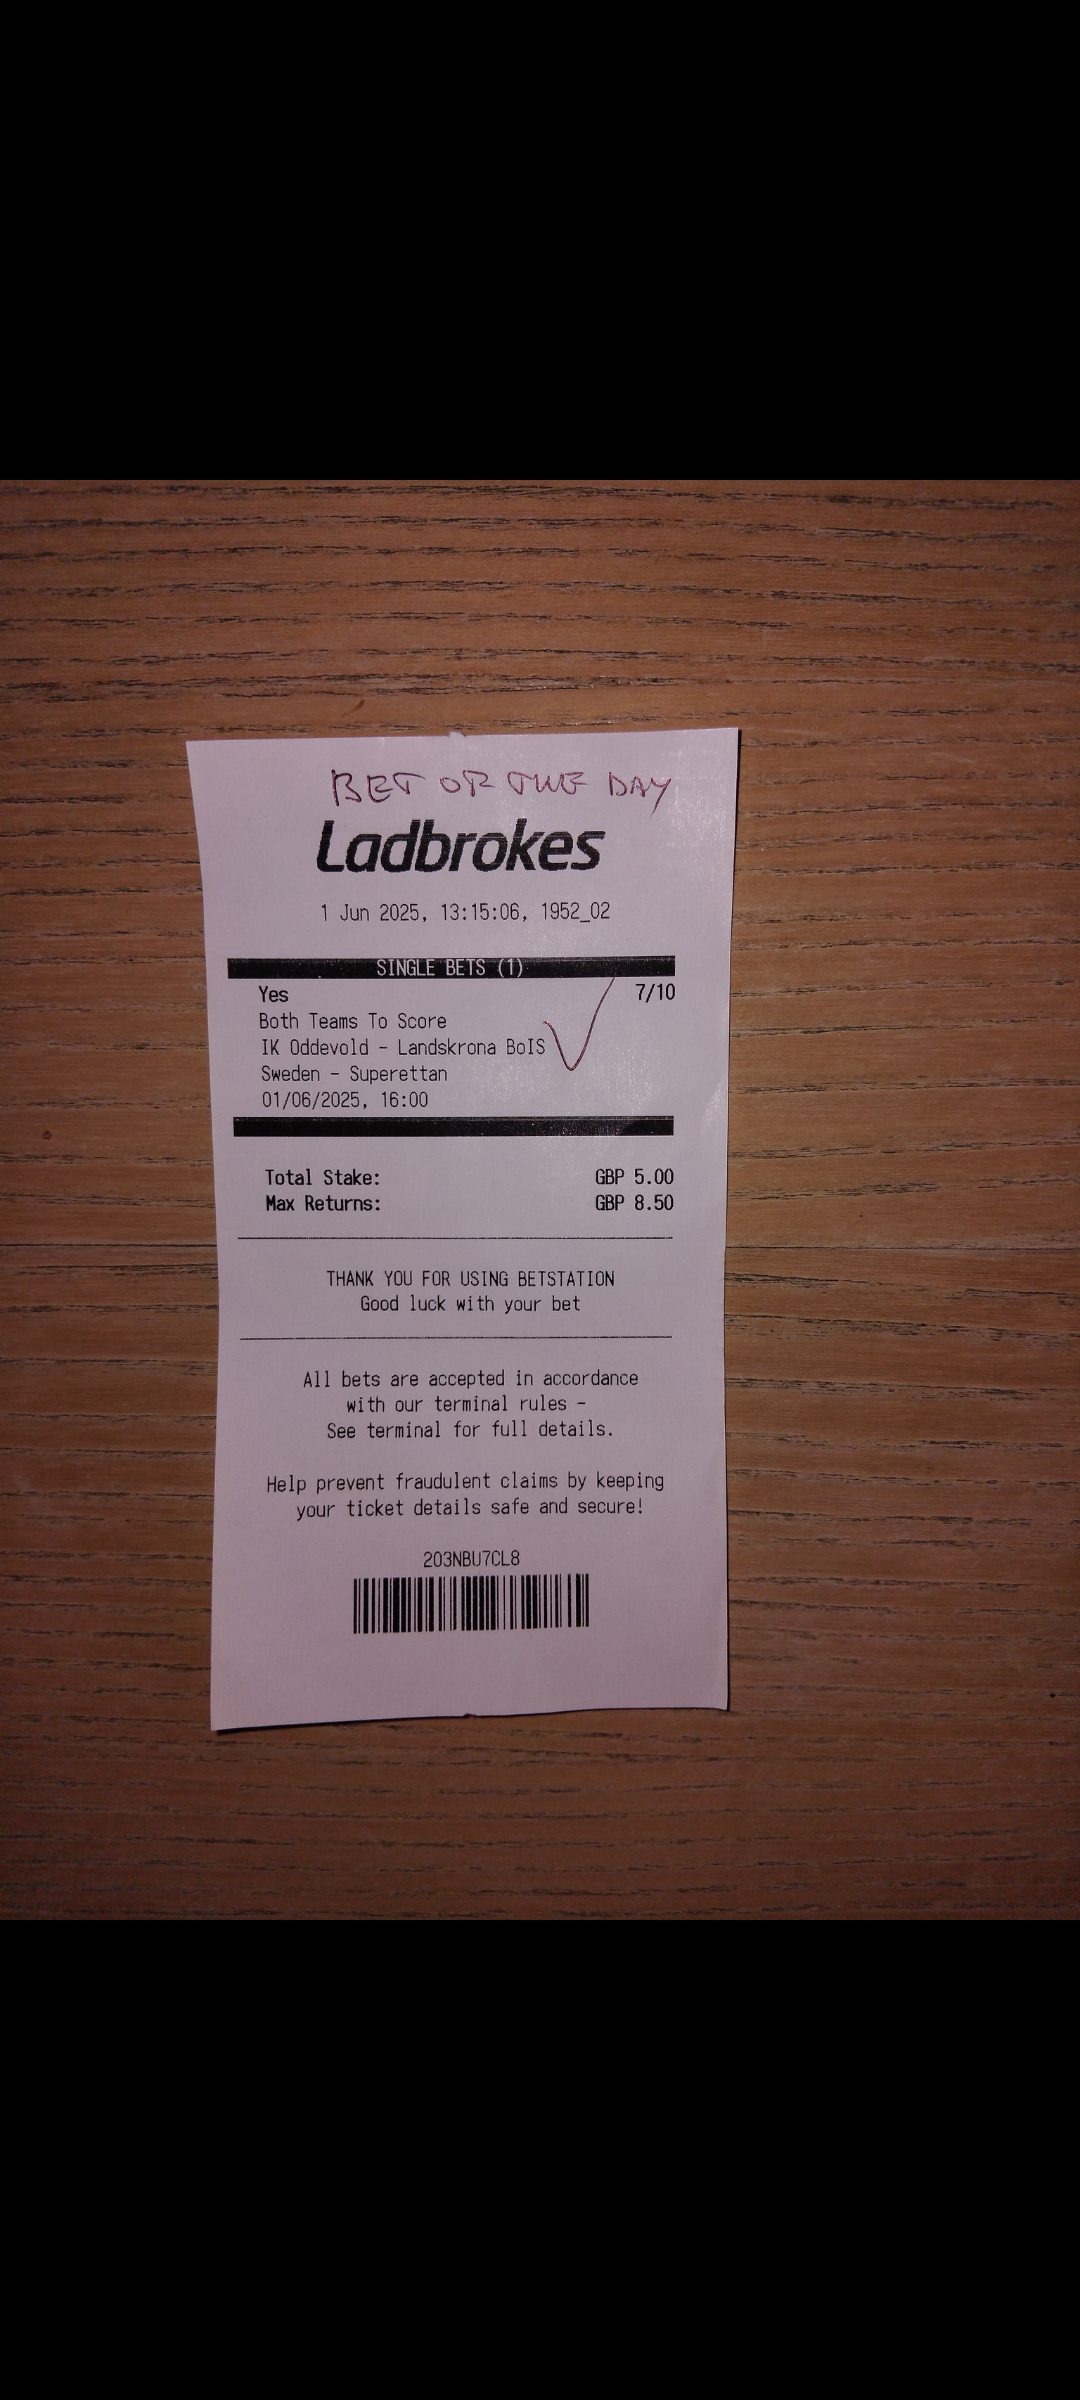 BET OF THE DAY
Ladbrokes
1 Jun 2025, 13:15:06, 1952_02
SINGLE BETS (1)
Yes 7/10
Both Teams To Score
IK Oddevold - Landskrona BoIS
Sweden - Superettan
01/06/2025, 16:00
Total Stake: GBP 5.00
Max Returns: GBP 8.50
THANK YOU FOR USING BETSTATION
Good luck with your bet
All bets are accepted in accordance
with our terminal rules -
See terminal for full details.
Help prevent fraudulent claims by keeping
your ticket details safe and secure!
203NBU7CL8